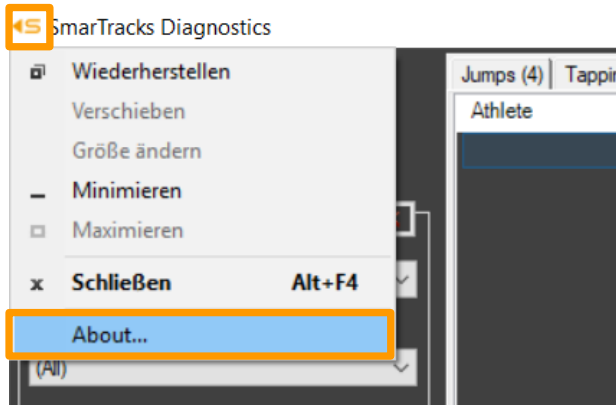 SmarTracks Diagnostics
Wiederherstellen
Verschieben
Größe ändern
Minimieren
Maximieren
Schließen Alt+F4
About...
(All)
Jumps (4)
Athlete